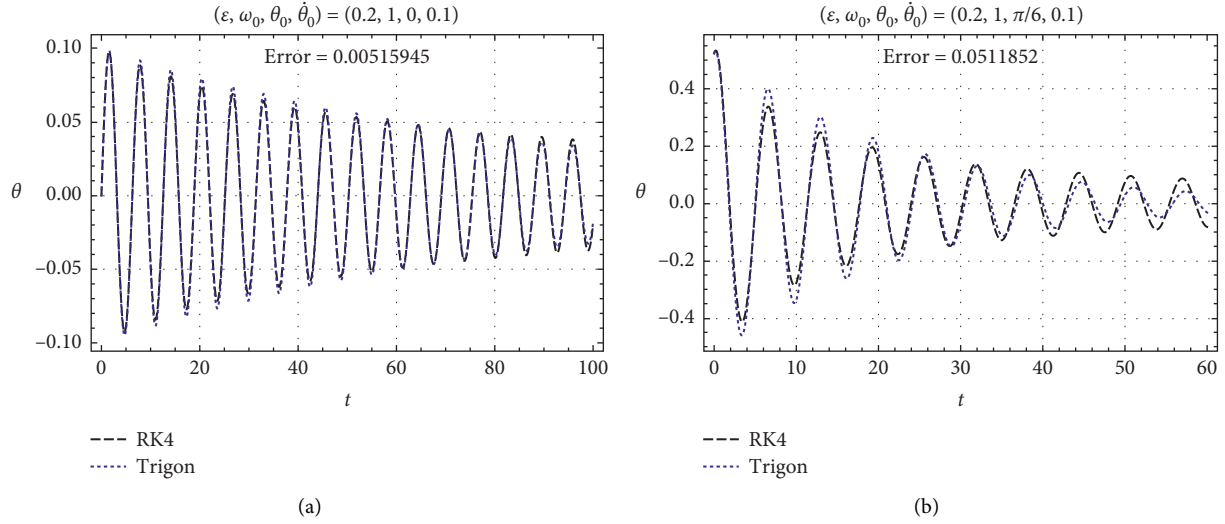 (ε, ω₀, θ₀, θ̇₀) = (0.2, 1, 0, 0.1)
Error = 0.00515945
0.10
0.05
0.00
−0.05
−0.10
θ
0 20 40 60 80 100
t
RK4
Trigon
(a)
(ε, ω₀, θ₀, θ̇₀) = (0.2, 1, π/6, 0.1)
Error = 0.0511852
0.4
0.2
0.0
−0.2
−0.4
θ
0 10 20 30 40 50 60
t
RK4
Trigon
(b)